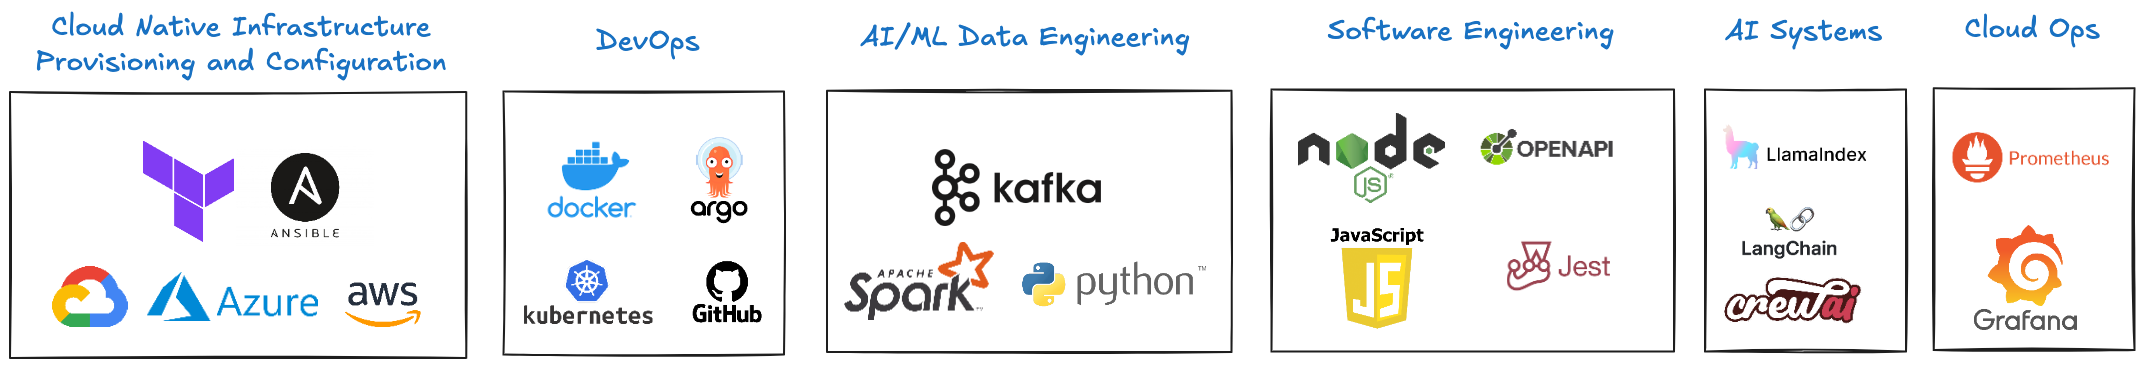 Cloud Native Infrastructure
Provisioning and Configuration
ANSIBLE
Azure
aws
DevOps
docker
argo
kubernetes
GitHub
AI/ML Data Engineering
kafka
APACHE
Spark™
python™
Software Engineering
node
JS
OPENAPI
JavaScript
JS
Jest
AI Systems
LlamaIndex
LangChain
crewai
Cloud Ops
Prometheus
Grafana